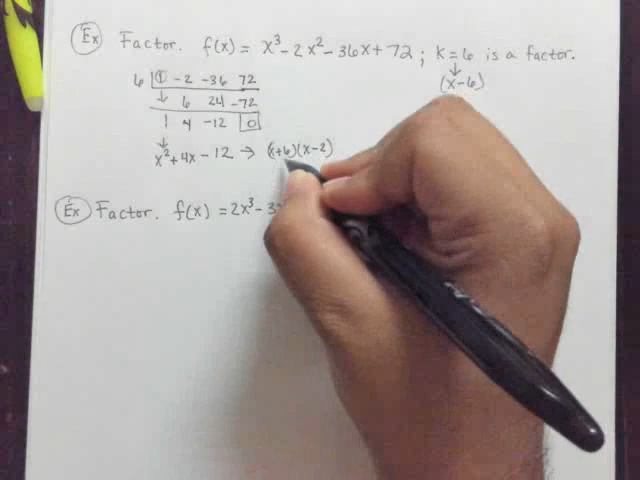 Ex Factor. f(x) = x³ - 2x² - 36x + 72 ; K = 6 is a factor.
↓
(x - 6)
6 1 -2 -36 72
↓ 6 24 -72
1 4 -12 0
↓
x² + 4x - 12 → (x+6)(x-2)
Ex Factor. f(x) = 2x³ - 3